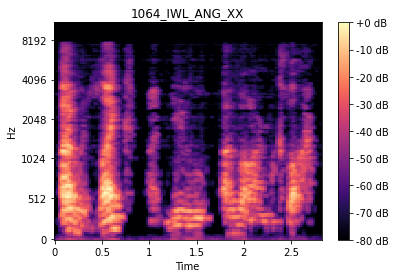 1064_IWL_ANG_XX
Hz
8192
4096
2048
1024
512
0
0
0.5
1
1.5
2
2.5
Time
+0 dB
-10 dB
-20 dB
-30 dB
-40 dB
-50 dB
-60 dB
-70 dB
-80 dB